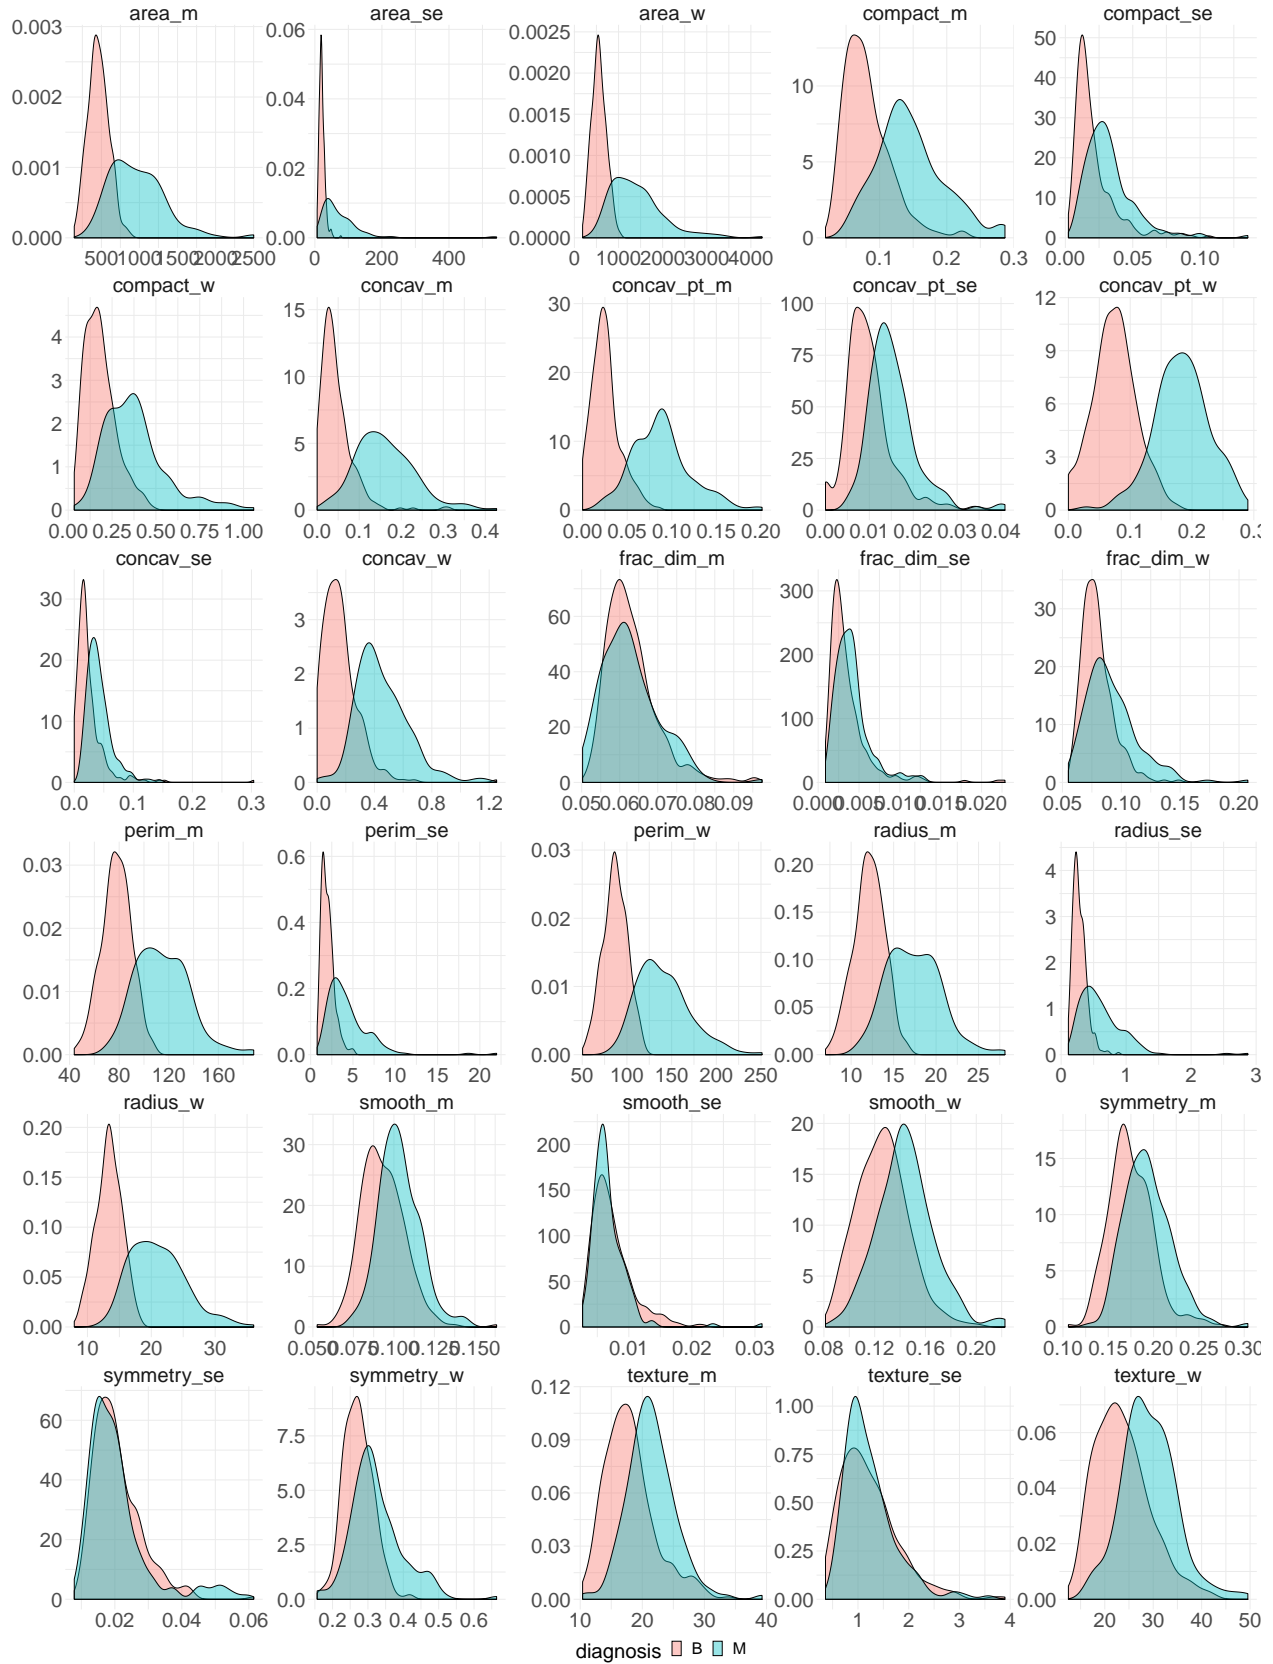 area_m area_se area_w compact_m compact_se
0.003 0.06 0.0025 10 50
0.002 0.04 0.0020 5 40
0.001 0.02 0.0015 0 30
0.000 0.00 0.0010 20
0.0005 10
0.0000 0
500 1000 1500 2000 2500 0 200 400 0 1000 2000 3000 4000 0.1 0.2 0.3 0.00 0.05 0.10
compact_w concav_m concav_pt_m concav_pt_se concav_pt_w
4 15 30 100 12
3 10 20 75 9
2 5 10 50 6
1 0 0 25 3
0 0 0
0.00 0.25 0.50 0.75 1.00 0.0 0.1 0.2 0.3 0.4 0.00 0.05 0.10 0.15 0.20 0.00 0.01 0.02 0.03 0.04 0.0 0.1 0.2
concav_se concav_w frac_dim_m frac_dim_se frac_dim_w
30 3 60 300 30
20 2 40 200 20
10 1 20 100 10
0 0 0 0 0
0.0 0.1 0.2 0.3 0.0 0.4 0.8 1.2 0.05 0.06 0.07 0.08 0.09 0.000 0.005 0.010 0.015 0.020 0.05 0.10 0.15 0.20
perim_m perim_se perim_w radius_m radius_se
0.03 0.6 0.03 0.20 4
0.02 0.4 0.02 0.15 3
0.01 0.2 0.01 0.10 2
0.00 0.0 0.00 0.05 1
0.00 0
40 80 120 160 0 5 10 15 20 50 100 150 200 250 10 15 20 25 0 1 2 3
radius_w smooth_m smooth_se smooth_w symmetry_m
0.20 30 200 20 15
0.15 20 150 15 10
0.10 10 100 10 5
0.05 0 50 5 0
0.00 0 0
10 20 30 0.050 0.075 0.100 0.125 0.150 0.01 0.02 0.03 0.08 0.12 0.16 0.20 0.10 0.15 0.20 0.25 0.30
symmetry_se symmetry_w texture_m texture_se texture_w
60 7.5 0.12 1.00 0.06
40 5.0 0.09 0.75 0.04
20 2.5 0.06 0.50 0.02
0 0.0 0.03 0.25 0.00
0.00 0.00
0.02 0.04 0.06 0.2 0.3 0.4 0.5 0.6 10 20 30 40 1 2 3 4 20 30 40 50
diagnosis B M